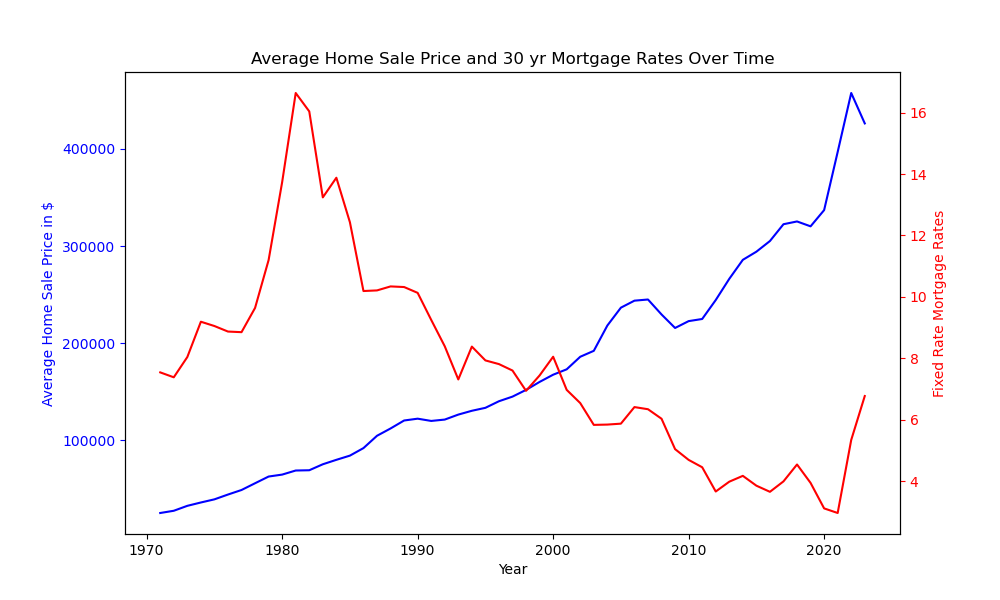 Average Home Sale Price and 30 yr Mortgage Rates Over Time
Average Home Sale Price in $
400000
300000
200000
100000
16
14
12
10
8
6
4
Fixed Rate Mortgage Rates
1970 1980 1990 2000 2010 2020
Year